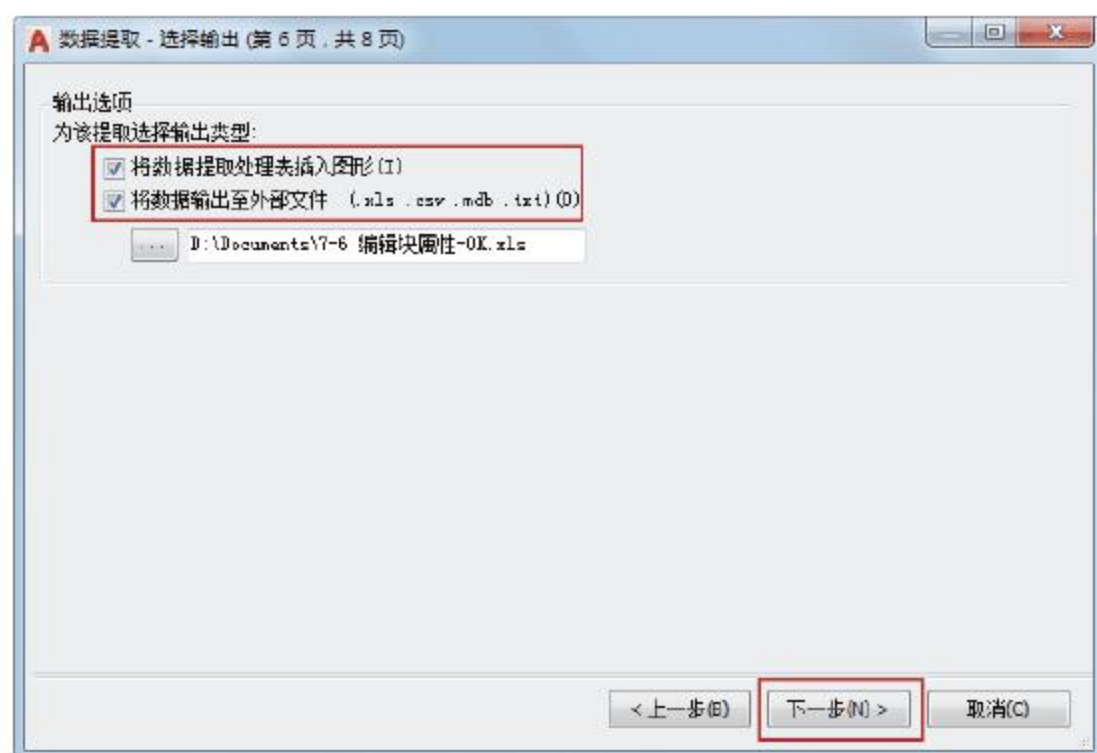 数据提取 - 选择输出 (第 6 页，共 8 页)
输出选项
为该提取选择输出类型:
将数据提取处理表插入图形(I)
将数据输出至外部文件 (.xls .csv .mdb .txt)(O)
... D:\Documents\7-6 编辑块属性-OK.xls
<上一步(B) 下一步(N) > 取消(C)